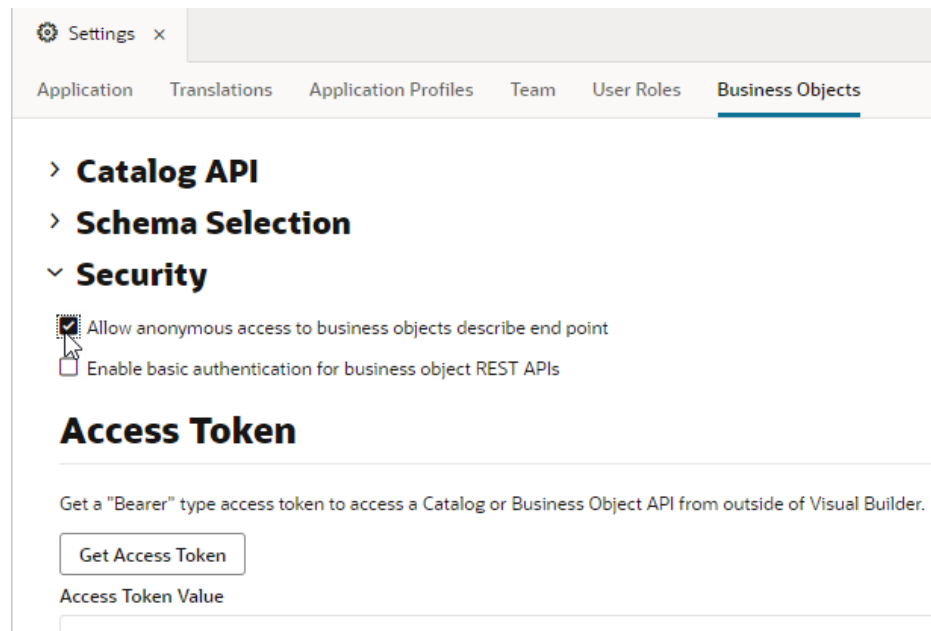 Settings
Application Translations Application Profiles Team User Roles Business Objects
Catalog API
Schema Selection
Security
Allow anonymous access to business objects describe end point
Enable basic authentication for business object REST APIs
Access Token
Get a "Bearer" type access token to access a Catalog or Business Object API from outside of Visual Builder.
Get Access Token
Access Token Value